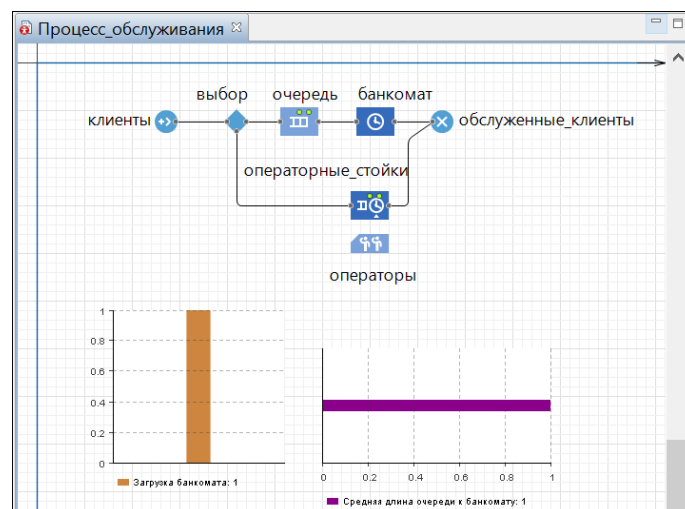 Процесс_обслуживания
выбор очередь банкомат
клиенты обслуженные_клиенты
операторные_стойки
операторы
1
0.8
0.6
0.4
0.2
0
0 0.2 0.4 0.6 0.8 1
Загрузка банкомата: 1
Средняя длина очереди к банкомату: 1